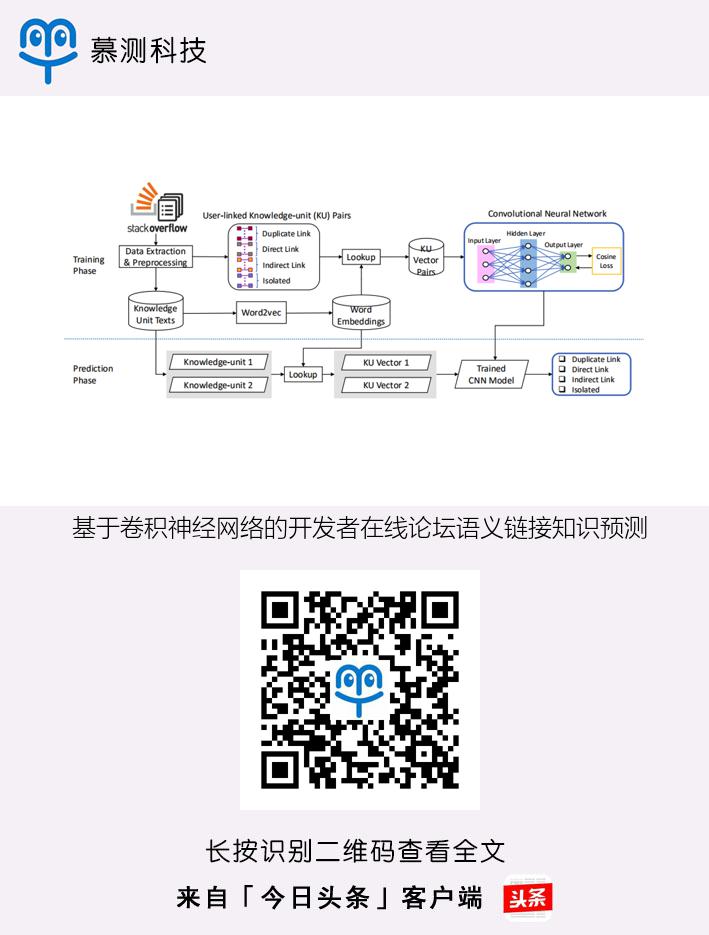 慕测科技
stackoverflow
User-linked Knowledge-unit (KU) Pairs
Convolutional Neural Network
Training
Phase
Data Extraction
& Preprocessing
Duplicate Link
Direct Link
Indirect Link
Isolated
Lookup
KU
Vector
Pairs
Input Layer
Hidden Layer
Output Layer
Cosine
Loss
Knowledge
Unit Texts
Word2vec
Word
Embeddings
Prediction
Phase
Knowledge-unit 1
Knowledge-unit 2
Lookup
KU Vector 1
KU Vector 2
Trained
CNN Model
Duplicate Link
Direct Link
Indirect Link
Isolated
基于卷积神经网络的开发者在线论坛语义链接知识预测
长按识别二维码查看全文
来自「今日头条」客户端
头条